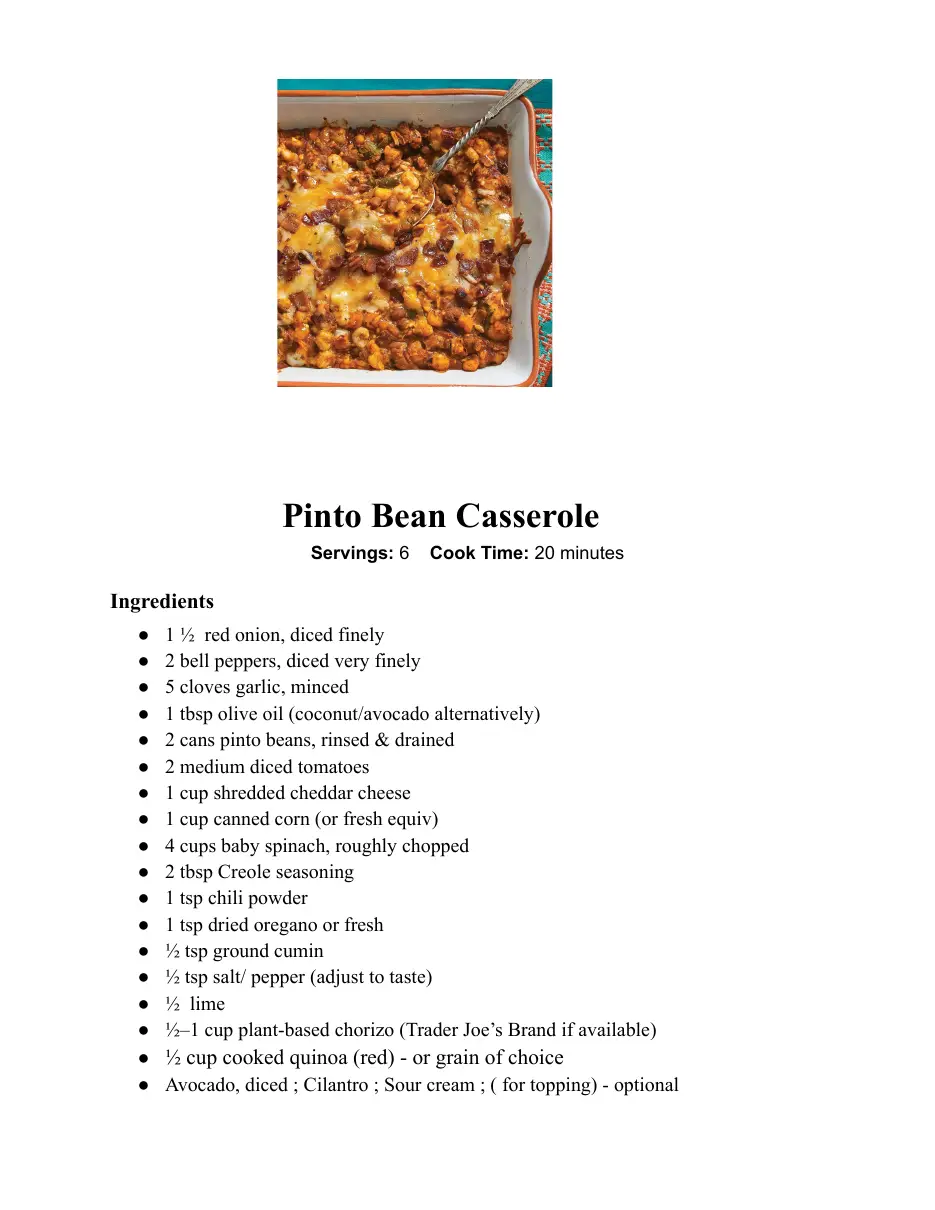 Pinto Bean Casserole
Servings: 6 Cook Time: 20 minutes
Ingredients
● 1 ½ red onion, diced finely
● 2 bell peppers, diced very finely
● 5 cloves garlic, minced
● 1 tbsp olive oil (coconut/avocado alternatively)
● 2 cans pinto beans, rinsed & drained
● 2 medium diced tomatoes
● 1 cup shredded cheddar cheese
● 1 cup canned corn (or fresh equiv)
● 4 cups baby spinach, roughly chopped
● 2 tbsp Creole seasoning
● 1 tsp chili powder
● 1 tsp dried oregano or fresh
● ½ tsp ground cumin
● ½ tsp salt/ pepper (adjust to taste)
● ½ lime
● ½–1 cup plant-based chorizo (Trader Joe’s Brand if available)
● ½ cup cooked quinoa (red) - or grain of choice
● Avocado, diced ; Cilantro ; Sour cream ; ( for topping) - optional